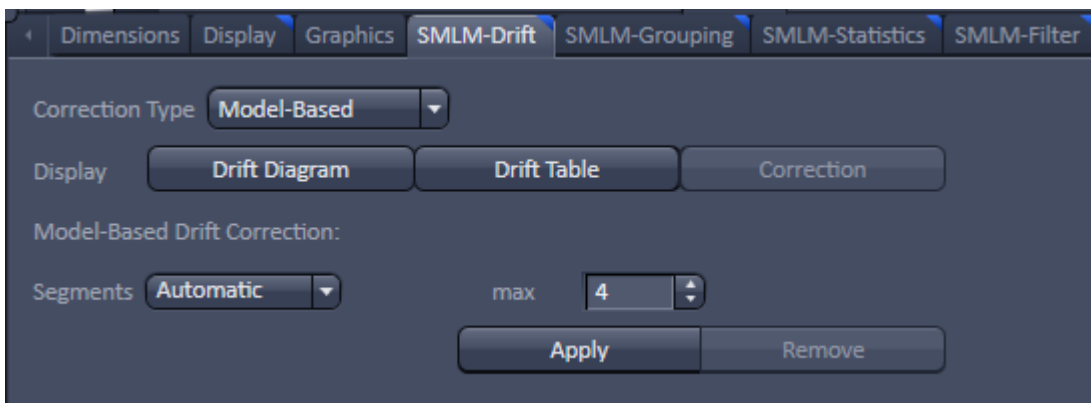 Dimensions Display Graphics SMLM-Drift SMLM-Grouping SMLM-Statistics SMLM-Filter
Correction Type Model-Based
Display Drift Diagram Drift Table Correction
Model-Based Drift Correction:
Segments Automatic max 4
Apply Remove